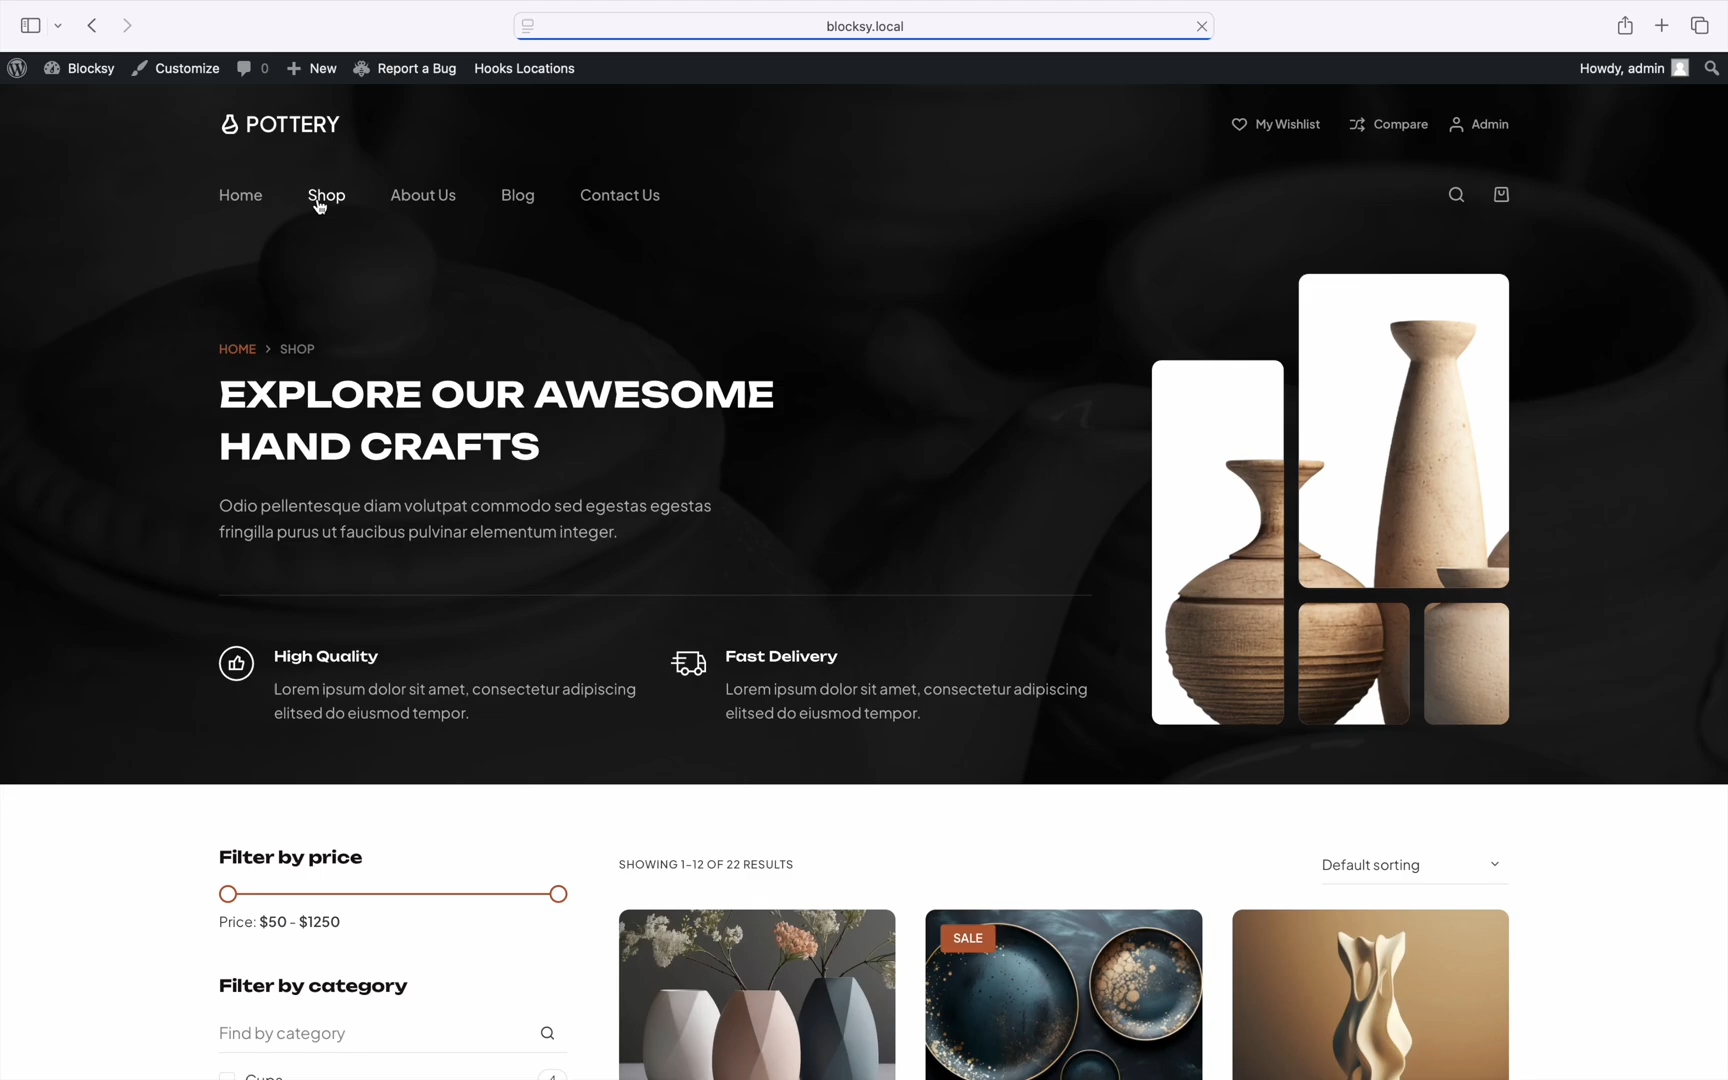 blocksy.local
Blocksy Customize 0 New Report a Bug Hooks Locations Howdy, admin
POTTERY My Wishlist Compare Admin
Home Shop About Us Blog Contact Us
HOME > SHOP
EXPLORE OUR AWESOME
HAND CRAFTS
Odio pellentesque diam volutpat commodo sed egestas egestas
fringilla purus ut faucibus pulvinar elementum integer.
High Quality
Lorem ipsum dolor sit amet, consectetur adipiscing
elitsed do eiusmod tempor.
Fast Delivery
Lorem ipsum dolor sit amet, consectetur adipiscing
elitsed do eiusmod tempor.
Filter by price
Price: $50 - $1250
Filter by category
Find by category
Cups 4
SHOWING 1–12 OF 22 RESULTS
Default sorting
SALE